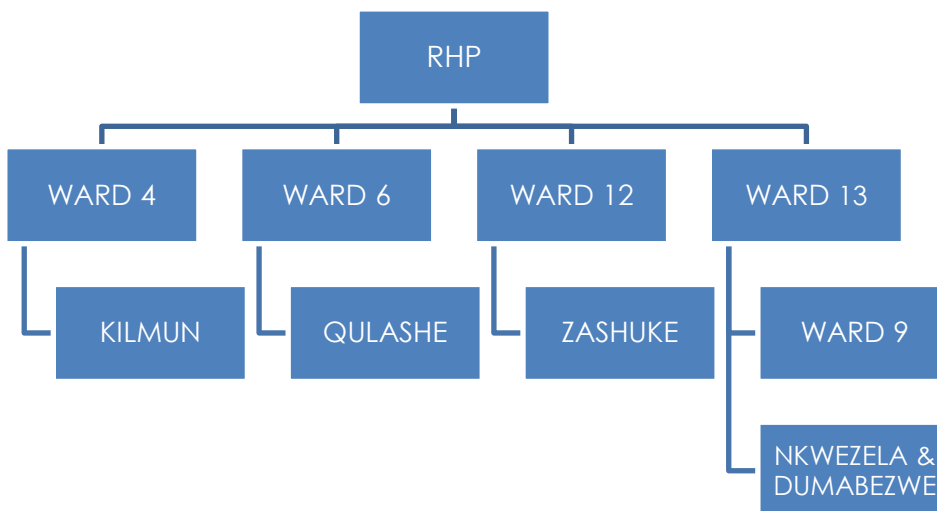 RHP
WARD 4
WARD 6
WARD 12
WARD 13
KILMUN
QULASHE
ZASHUKE
WARD 9
NKWEZELA &
DUMABEZWE